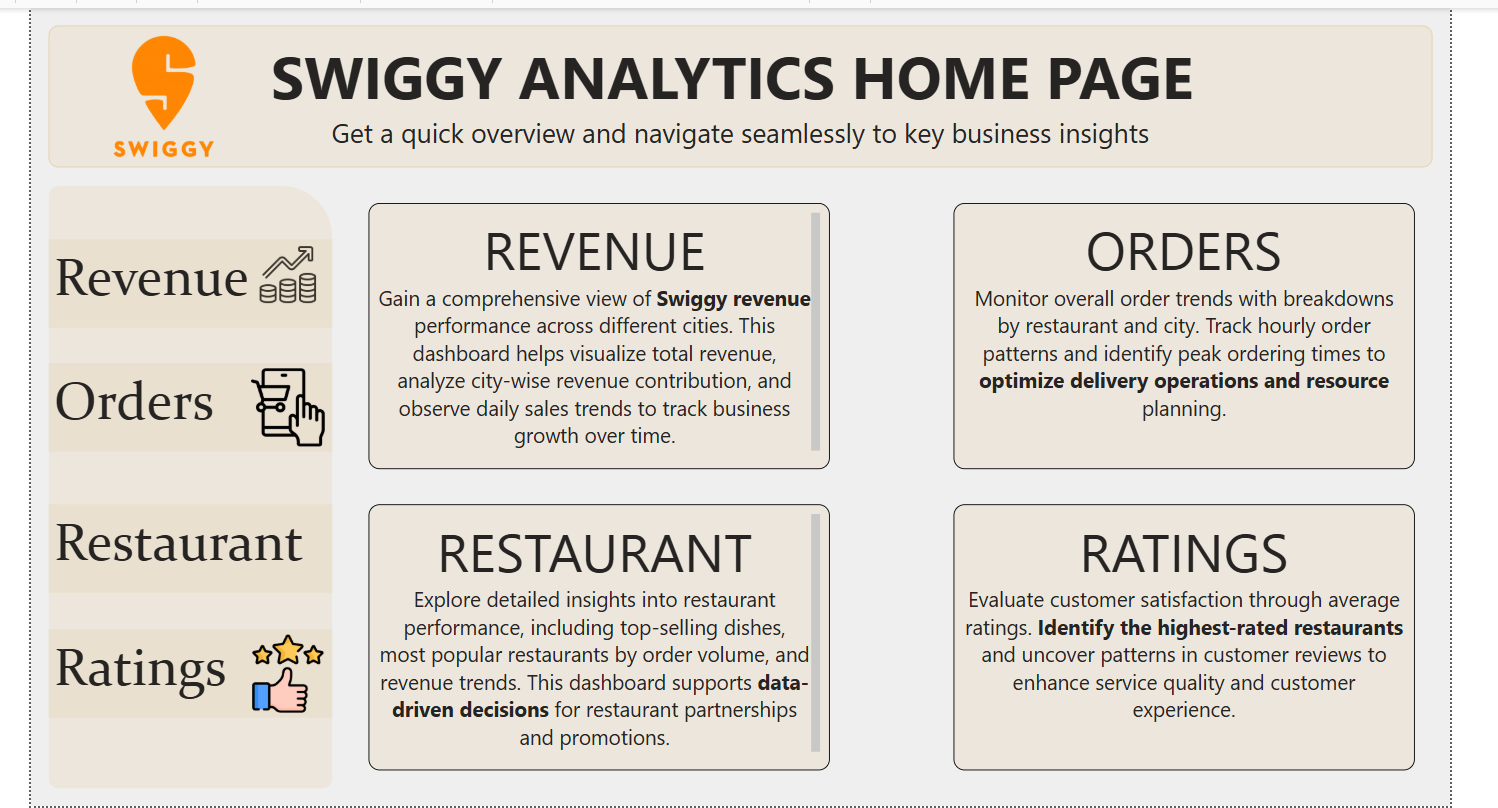 SWIGGY
SWIGGY ANALYTICS HOME PAGE
Get a quick overview and navigate seamlessly to key business insights
Revenue
Orders
Restaurant
Ratings
REVENUE
Gain a comprehensive view of Swiggy revenue
performance across different cities. This
dashboard helps visualize total revenue,
analyze city-wise revenue contribution, and
observe daily sales trends to track business
growth over time.
ORDERS
Monitor overall order trends with breakdowns
by restaurant and city. Track hourly order
patterns and identify peak ordering times to
optimize delivery operations and resource
planning.
RESTAURANT
Explore detailed insights into restaurant
performance, including top-selling dishes,
most popular restaurants by order volume, and
revenue trends. This dashboard supports data-
driven decisions for restaurant partnerships
and promotions.
RATINGS
Evaluate customer satisfaction through average
ratings. Identify the highest-rated restaurants
and uncover patterns in customer reviews to
enhance service quality and customer
experience.